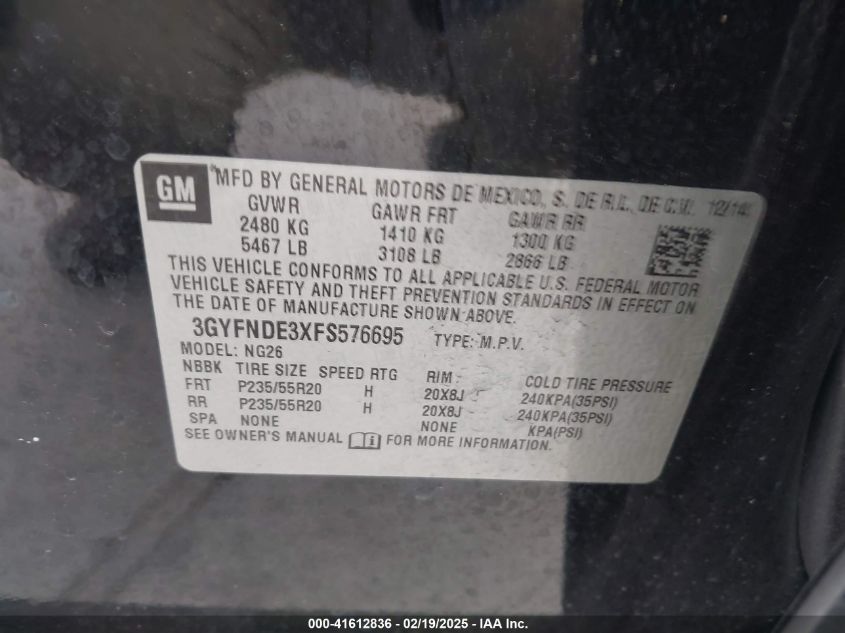 GM
MFD BY GENERAL MOTORS DE MEXICO, S. DE R.L. DE C.V. 12/14
GVWR GAWR FRT GAWR RR
2480 KG 1410 KG 1300 KG
5467 LB 3108 LB 2866 LB
THIS VEHICLE CONFORMS TO ALL APPLICABLE U.S. FEDERAL MOTOR
VEHICLE SAFETY AND THEFT PREVENTION STANDARDS IN EFFECT ON
THE DATE OF MANUFACTURE SHOWN ABOVE.
3GYFNDE3XFS576695 TYPE: M.P.V.
MODEL: NG26
NBBK TIRE SIZE SPEED RTG RIM COLD TIRE PRESSURE
FRT P235/55R20 H 20X8J 240KPA(35PSI)
RR P235/55R20 H 20X8J 240KPA(35PSI)
SPA NONE NONE KPA(PSI)
SEE OWNER'S MANUAL FOR MORE INFORMATION.
000-41612836 - 02/19/2025 - IAA Inc.